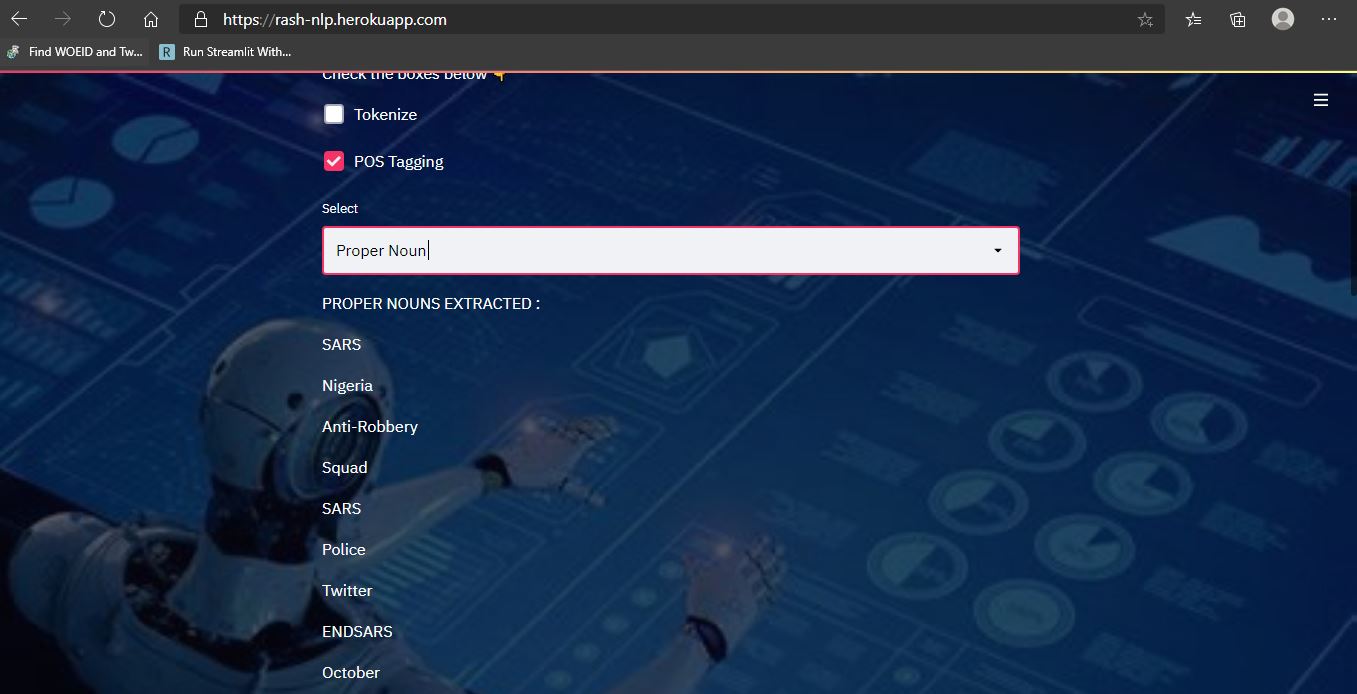 https://rash-nlp.herokuapp.com
Find WOEID and Tw...
R Run Streamlit With...
Check the boxes below 👇
Tokenize
POS Tagging
Select
Proper Noun
PROPER NOUNS EXTRACTED :
SARS
Nigeria
Anti-Robbery
Squad
SARS
Police
Twitter
ENDSARS
October